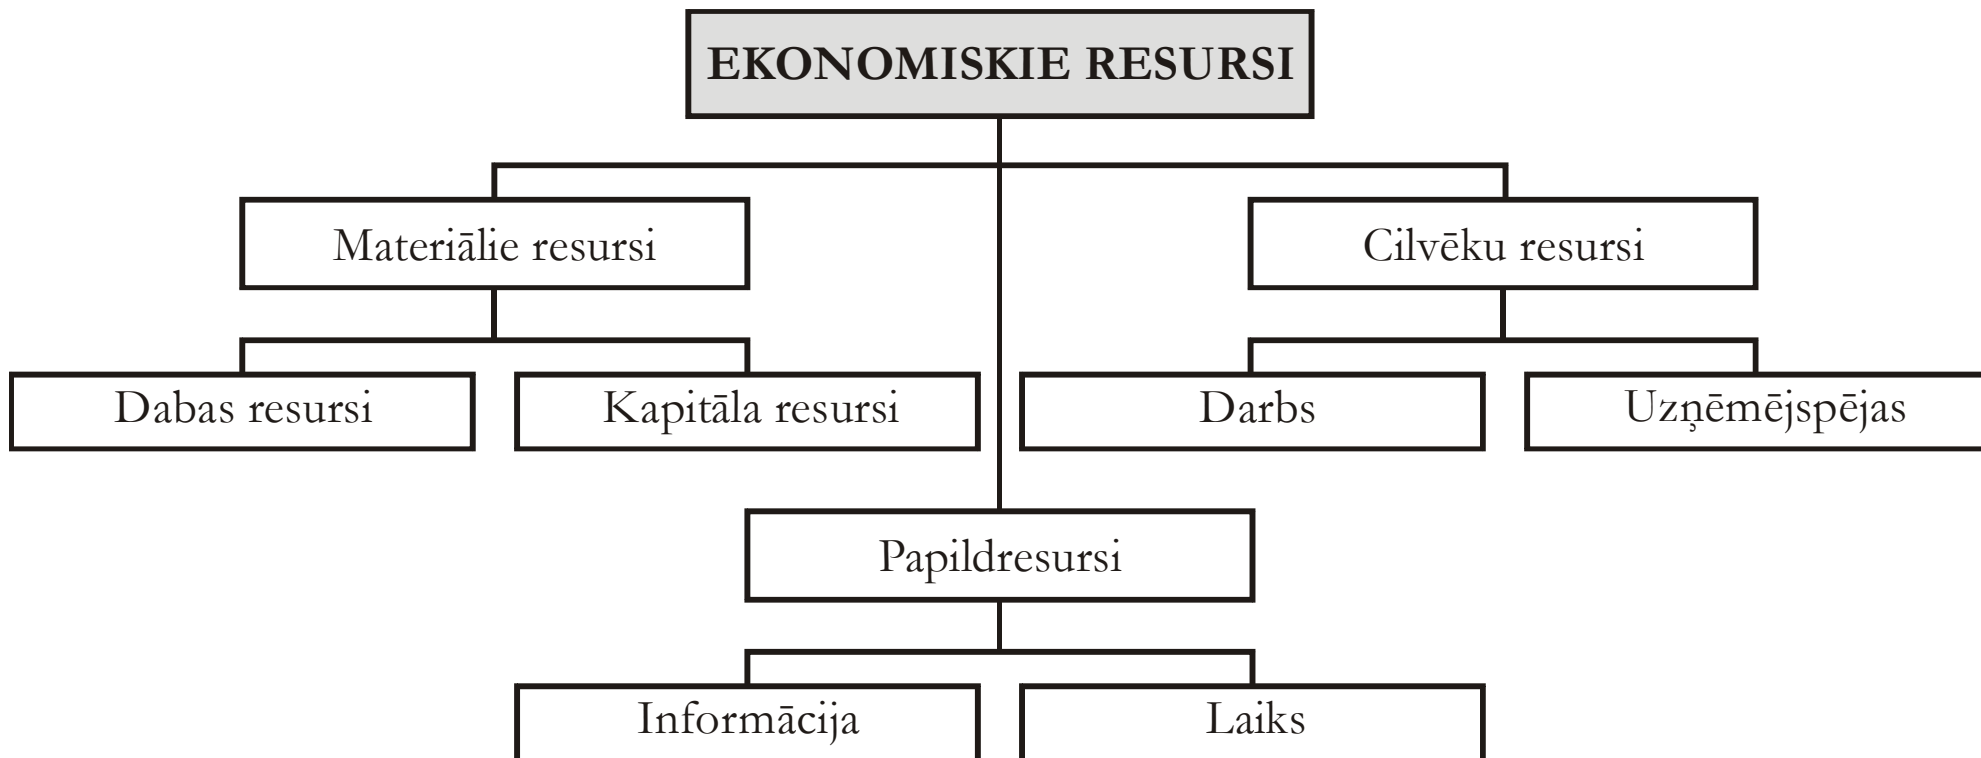 EKONOMISKIE RESURSI
Materiālie resursi
Cilvēku resursi
Dabas resursi
Kapitāla resursi
Darbs
Uzņēmējspējas
Papildresursi
Informācija
Laiks